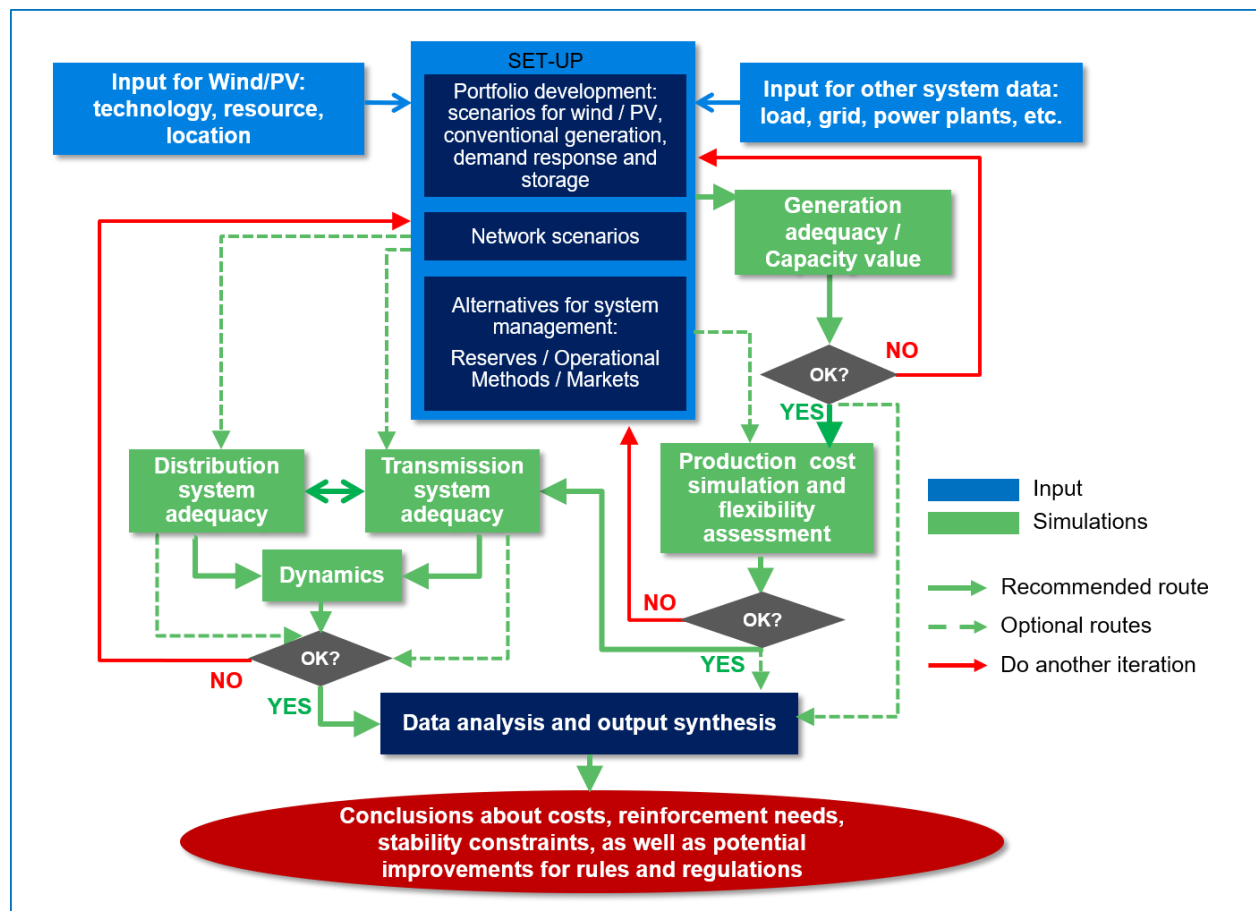 SET-UP
Input for Wind/PV:
technology, resource,
location
Portfolio development:
scenarios for wind / PV,
conventional generation,
demand response and
storage
Input for other system data:
load, grid, power plants, etc.
Network scenarios
Generation
adequacy /
Capacity value
Alternatives for system
management:
Reserves / Operational
Methods / Markets
NO
OK?
YES
Distribution
system
adequacy
Transmission
system
adequacy
Production cost
simulation and
flexibility
assessment
Input
Simulations
Dynamics
Recommended route
Optional routes
Do another iteration
NO
OK?
YES
OK?
NO
YES
Data analysis and output synthesis
Conclusions about costs, reinforcement needs,
stability constraints, as well as potential
improvements for rules and regulations